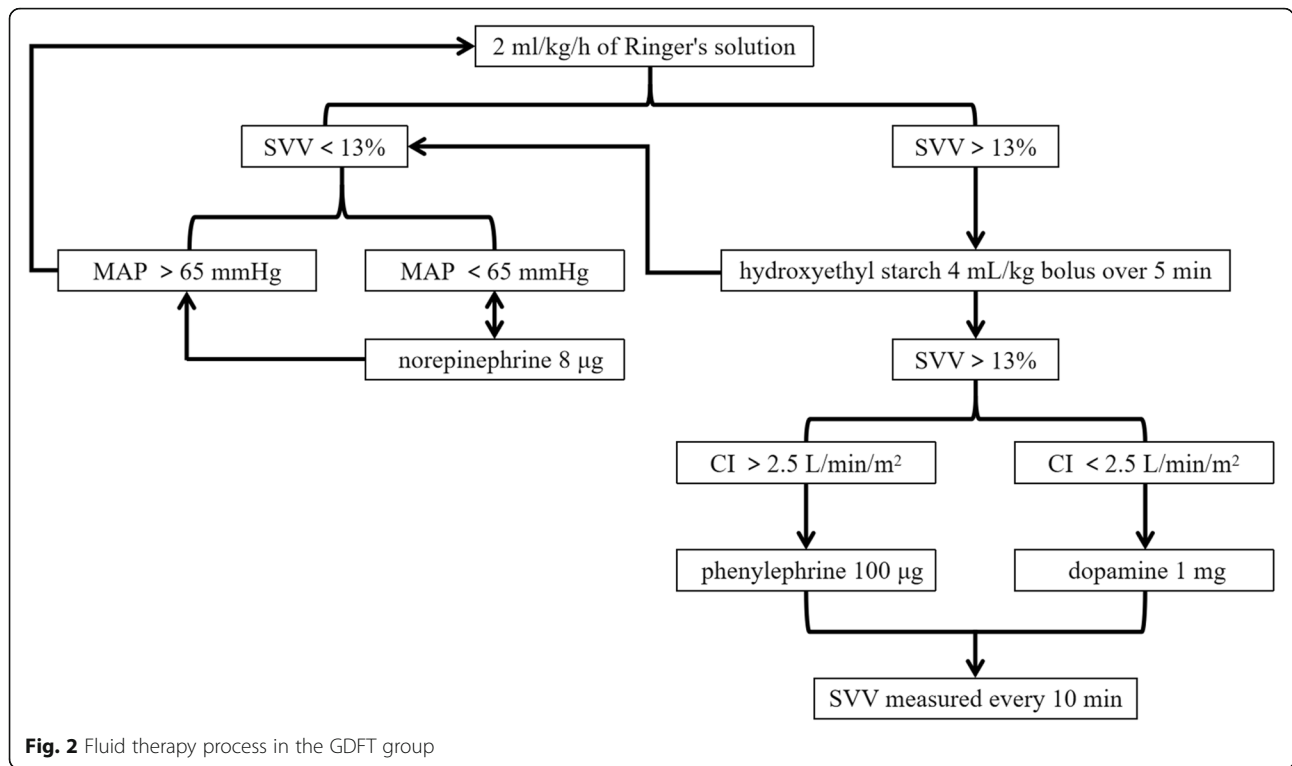 2 ml/kg/h of Ringer's solution
SVV < 13%
SVV > 13%
MAP > 65 mmHg
MAP < 65 mmHg
hydroxyethyl starch 4 mL/kg bolus over 5 min
norepinephrine 8 µg
SVV > 13%
CI > 2.5 L/min/m²
CI < 2.5 L/min/m²
phenylephrine 100 µg
dopamine 1 mg
SVV measured every 10 min
Fig. 2 Fluid therapy process in the GDFT group